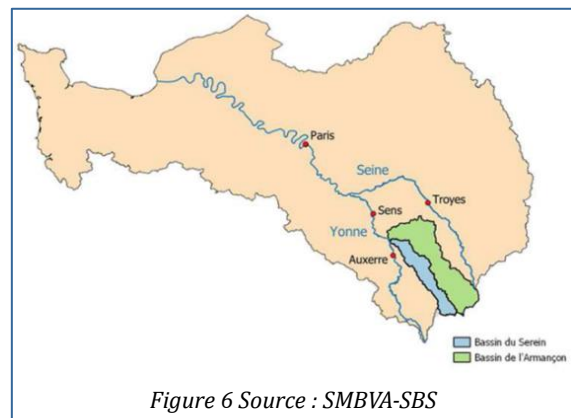 Paris
Seine
Troyes
Sens
Yonne
Auxerre
Bassin du Serein
Bassin de l'Armançon
Figure 6 Source : SMBVA-SBS